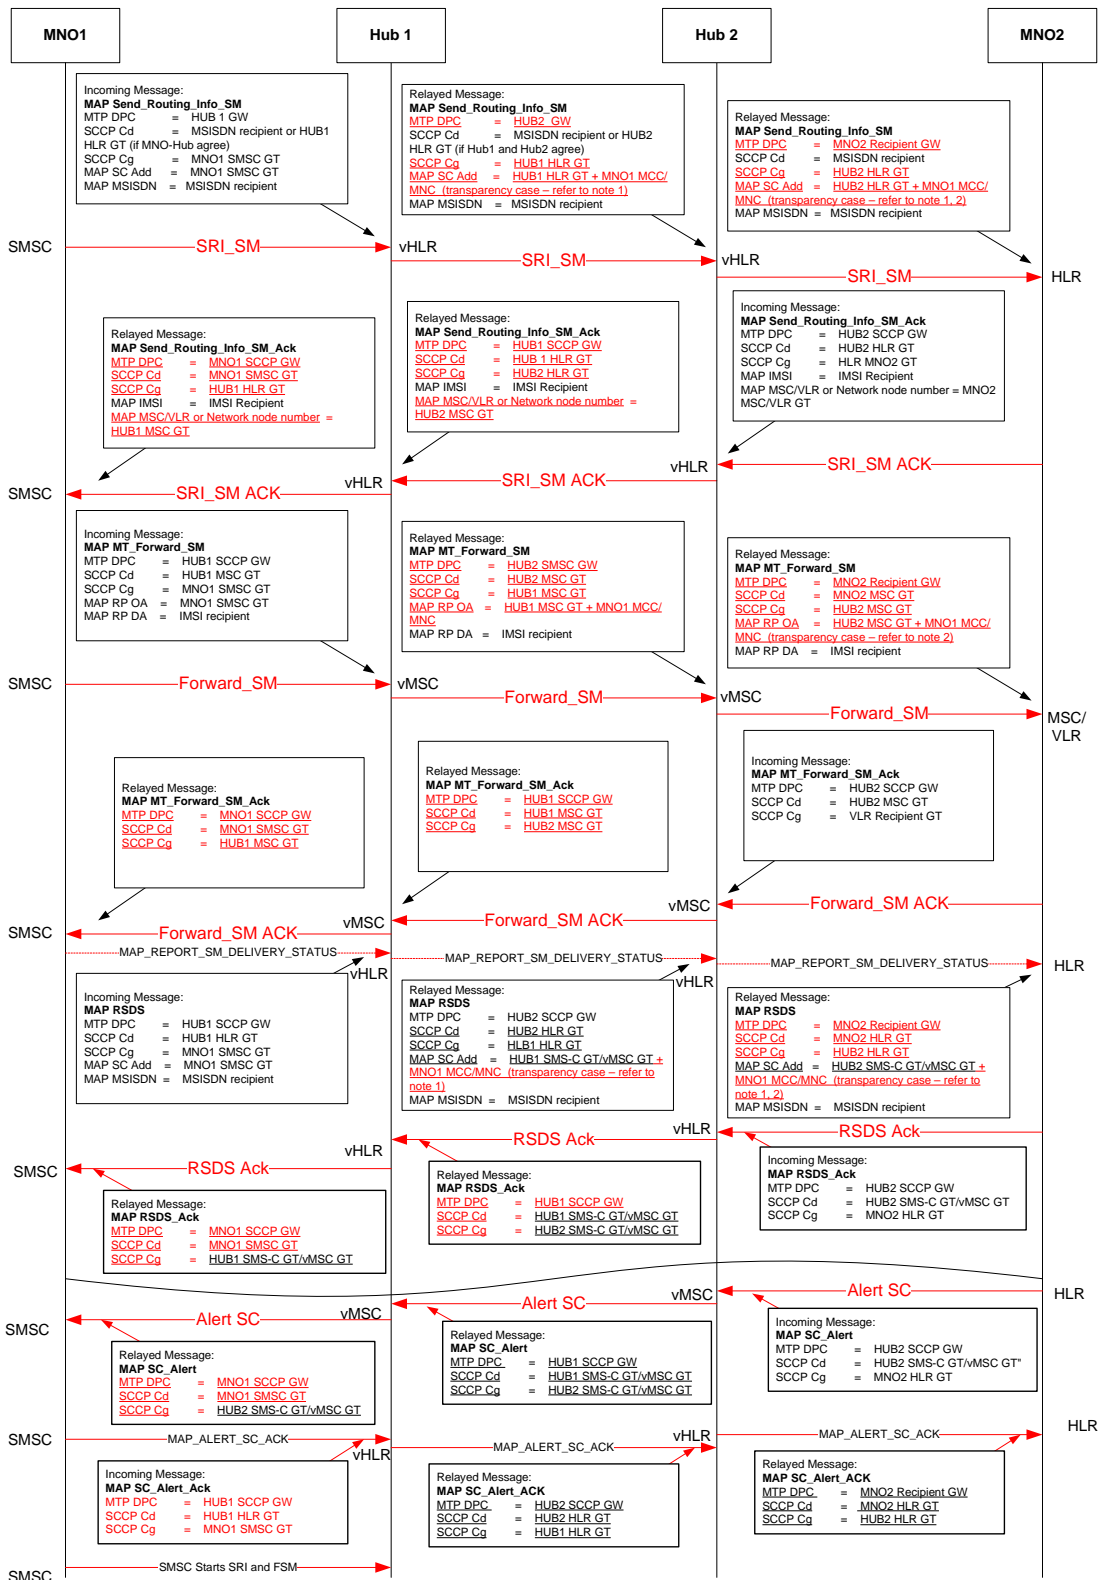 MNO1
Hub 1
Hub 2
MNO2
Incoming Message:
MAP Send_Routing_Info_SM
MTP DPC = HUB 1 GW
SCCP Cd = MSISDN recipient or HUB1
HLR GT (if MNO-Hub agree)
SCCP Cg = MNO1 SMSC GT
MAP SC Add = MNO1 SMSC GT
MAP MSISDN = MSISDN recipient
Relayed Message:
MAP Send_Routing_Info_SM
MTP DPC = HUB2 GW
SCCP Cd = MSISDN recipient or HUB2
HLR GT (if Hub1 and Hub2 agree)
SCCP Cg = HUB1 HLR GT
MAP SC Add = HUB1 HLR GT + MNO1 MCC/
MNC (transparency case – refer to note 1)
MAP MSISDN = MSISDN recipient
Relayed Message:
MAP Send_Routing_Info_SM
MTP DPC = MNO2 Recipient GW
SCCP Cd = MSISDN recipient
SCCP Cg = HUB2 HLR GT
MAP SC Add = HUB2 HLR GT + MNO1 MCC/
MNC (transparency case – refer to note 1, 2)
MAP MSISDN = MSISDN recipient
SMSC
SRI_SM
vHLR
SRI_SM
vHLR
SRI_SM
HLR
Relayed Message:
MAP Send_Routing_Info_SM_Ack
MTP DPC = MNO1 SCCP GW
SCCP Cd = MNO1 SMSC GT
SCCP Cg = HUB1 HLR GT
MAP IMSI = IMSI Recipient
MAP MSC/VLR or Network node number =
HUB1 MSC GT
Relayed Message:
MAP Send_Routing_Info_SM_Ack
MTP DPC = HUB1 SCCP GW
SCCP Cd = HUB 1 HLR GT
SCCP Cg = HUB2 HLR GT
MAP IMSI = IMSI Recipient
MAP MSC/VLR or Network node number =
HUB2 MSC GT
Incoming Message:
MAP Send_Routing_Info_SM_Ack
MTP DPC = HUB2 SCCP GW
SCCP Cd = HUB2 HLR GT
SCCP Cg = HLR MNO2 GT
MAP IMSI = IMSI Recipient
MAP MSC/VLR or Network node number = MNO2
MSC/VLR GT
SMSC
SRI_SM ACK
vHLR
SRI_SM ACK
vHLR
SRI_SM ACK
Incoming Message:
MAP MT_Forward_SM
MTP DPC = HUB1 SCCP GW
SCCP Cd = HUB1 MSC GT
SCCP Cg = MNO1 SMSC GT
MAP RP OA = MNO1 SMSC GT
MAP RP DA = IMSI recipient
Relayed Message:
MAP MT_Forward_SM
MTP DPC = HUB2 SMSC GW
SCCP Cd = HUB2 MSC GT
SCCP Cg = HUB1 MSC GT
MAP RP OA = HUB1 MSC GT + MNO1 MCC/
MNC
MAP RP DA = IMSI recipient
Relayed Message:
MAP MT_Forward_SM
MTP DPC = MNO2 Recipient GW
SCCP Cd = MNO2 MSC GT
SCCP Cg = HUB2 MSC GT
MAP RP OA = HUB2 MSC GT + MNO1 MCC/
MNC (transparency case – refer to note 2)
MAP RP DA = IMSI recipient
SMSC
Forward_SM
vMSC
Forward_SM
vMSC
Forward_SM
MSC/
VLR
Relayed Message:
MAP MT_Forward_SM_Ack
MTP DPC = MNO1 SCCP GW
SCCP Cd = MNO1 SMSC GT
SCCP Cg = HUB1 MSC GT
Relayed Message:
MAP MT_Forward_SM_Ack
MTP DPC = HUB1 SCCP GW
SCCP Cd = HUB1 MSC GT
SCCP Cg = HUB2 MSC GT
Incoming Message:
MAP MT_Forward_SM_Ack
MTP DPC = HUB2 SCCP GW
SCCP Cd = HUB2 MSC GT
SCCP Cg = VLR Recipient GT
SMSC
Forward_SM ACK
vMSC
Forward_SM ACK
vMSC
Forward_SM ACK
MAP_REPORT_SM_DELIVERY_STATUS
vHLR
MAP_REPORT_SM_DELIVERY_STATUS
vHLR
MAP_REPORT_SM_DELIVERY_STATUS
HLR
Incoming Message:
MAP RSDS
MTP DPC = HUB1 SCCP GW
SCCP Cd = HUB1 HLR GT
SCCP Cg = MNO1 SMSC GT
MAP SC Add = MNO1 SMSC GT
MAP MSISDN = MSISDN recipient
Relayed Message:
MAP RSDS
MTP DPC = HUB2 SCCP GW
SCCP Cd = HUB2 HLR GT
SCCP Cg = HLB1 HLR GT
MAP SC Add = HUB1 SMS-C GT/vMSC GT +
MNO1 MCC/MNC (transparency case – refer to
note 1)
MAP MSISDN = MSISDN recipient
Relayed Message:
MAP RSDS
MTP DPC = MNO2 Recipient GW
SCCP Cd = MNO2 HLR GT
SCCP Cg = HUB2 HLR GT
MAP SC Add = HUB2 SMS-C GT/vMSC GT +
MNO1 MCC/MNC (transparency case – refer to
note 1, 2)
MAP MSISDN = MSISDN recipient
SMSC
RSDS Ack
vHLR
RSDS Ack
vHLR
RSDS Ack
Relayed Message:
MAP RSDS_Ack
MTP DPC = MNO1 SCCP GW
SCCP Cd = MNO1 SMSC GT
SCCP Cg = HUB1 SMS-C GT/vMSC GT
Relayed Message:
MAP RSDS_Ack
MTP DPC = HUB1 SCCP GW
SCCP Cd = HUB1 SMS-C GT/vMSC GT
SCCP Cg = HUB2 SMS-C GT/vMSC GT
Incoming Message:
MAP RSDS_Ack
MTP DPC = HUB2 SCCP GW
SCCP Cd = HUB2 SMS-C GT/vMSC GT
SCCP Cg = MNO2 HLR GT
SMSC
Alert SC
vMSC
Alert SC
vMSC
Alert SC
HLR
Relayed Message:
MAP SC_Alert
MTP DPC = MNO1 SCCP GW
SCCP Cd = MNO1 SMSC GT
SCCP Cg = HUB2 SMS-C GT/vMSC GT
Relayed Message:
MAP SC_Alert
MTP DPC = HUB1 SCCP GW
SCCP Cd = HUB1 SMS-C GT/vMSC GT
SCCP Cg = HUB2 SMS-C GT/vMSC GT
Incoming Message:
MAP SC_Alert
MTP DPC = HUB2 SCCP GW
SCCP Cd = HUB2 SMS-C GT/vMSC GT"
SCCP Cg = MNO2 HLR GT
SMSC
MAP_ALERT_SC_ACK
vHLR
MAP_ALERT_SC_ACK
vHLR
MAP_ALERT_SC_ACK
HLR
Incoming Message:
MAP SC_Alert_Ack
MTP DPC = HUB1 SCCP GW
SCCP Cd = HUB1 HLR GT
SCCP Cg = MNO1 SMSC GT
Relayed Message:
MAP SC_Alert_ACK
MTP DPC = HUB2 SCCP GW
SCCP Cd = HUB2 HLR GT
SCCP Cg = HUB1 HLR GT
Relayed Message:
MAP SC_Alert_ACK
MTP DPC = MNO2 Recipient GW
SCCP Cd = MNO2 HLR GT
SCCP Cg = HUB2 HLR GT
SMSC Starts SRI and FSM
SMSC